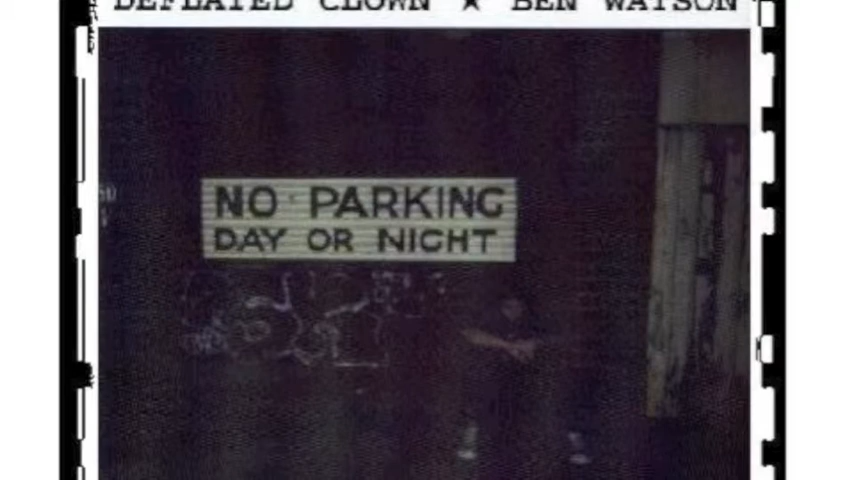 DEFLATED CLOWN ★ BEN WATSON
NO PARKING
DAY OR NIGHT